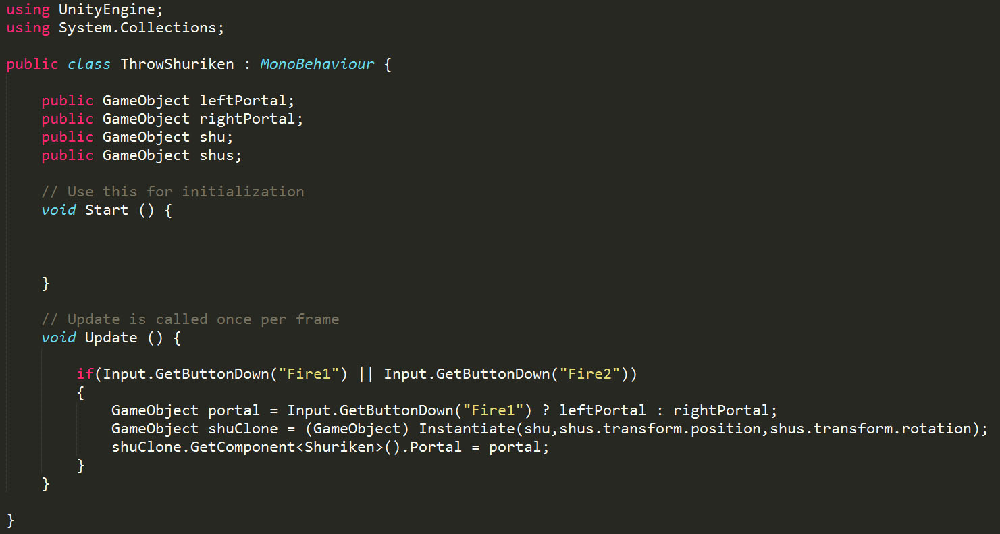 using UnityEngine;
using System.Collections;
public class ThrowShuriken : MonoBehaviour {
public GameObject leftPortal;
public GameObject rightPortal;
public GameObject shu;
public GameObject shus;
// Use this for initialization
void Start () {
}
// Update is called once per frame
void Update () {
if(Input.GetButtonDown("Fire1") || Input.GetButtonDown("Fire2"))
{
GameObject portal = Input.GetButtonDown("Fire1") ? leftPortal : rightPortal;
GameObject shuClone = (GameObject) Instantiate(shu,shus.transform.position,shus.transform.rotation);
shuClone.GetComponent<Shuriken>().Portal = portal;
}
}
}